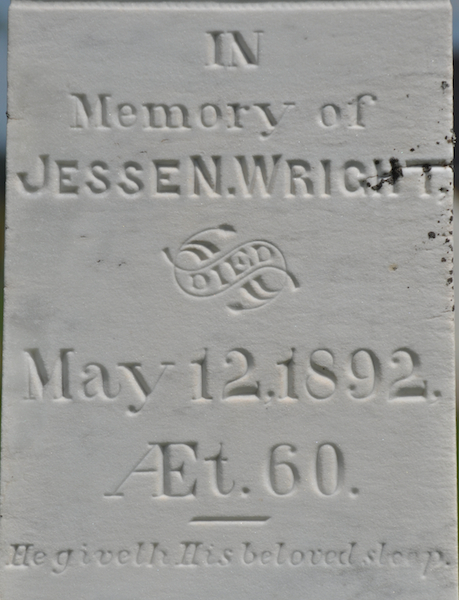 IN
Memory of
JESSE N. WRIGHT,
DIED
May 12, 1892.
Æt. 60.
He giveth His beloved sleep.